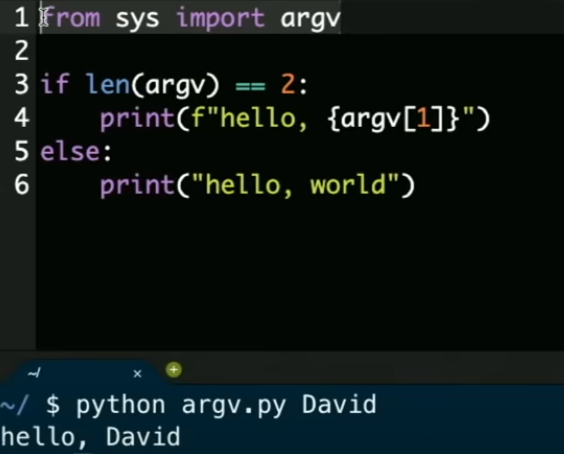 1 from sys import argv
2
3 if len(argv) == 2:
4     print(f"hello, {argv[1]}")
5 else:
6     print("hello, world")
~/ × +
~/ $ python argv.py David
hello, David